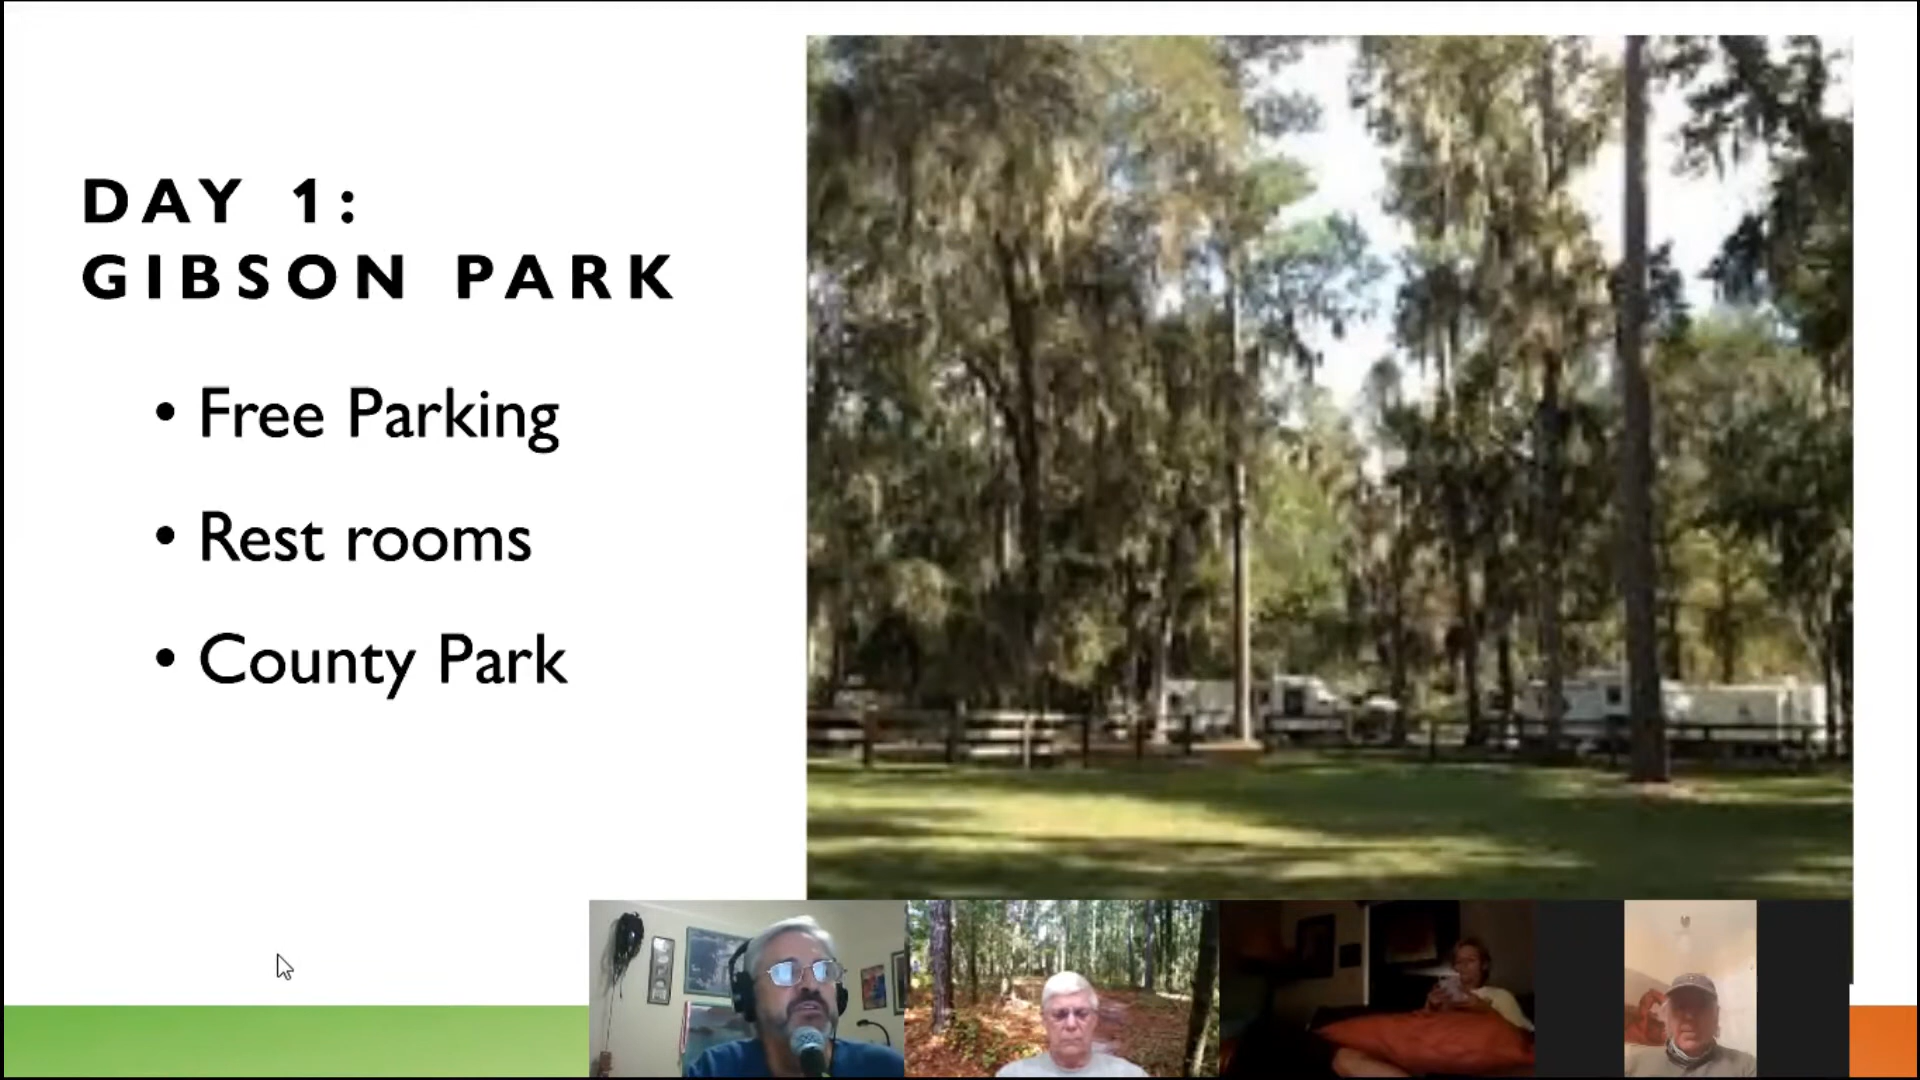 DAY 1:
GIBSON PARK
• Free Parking
• Rest rooms
• County Park